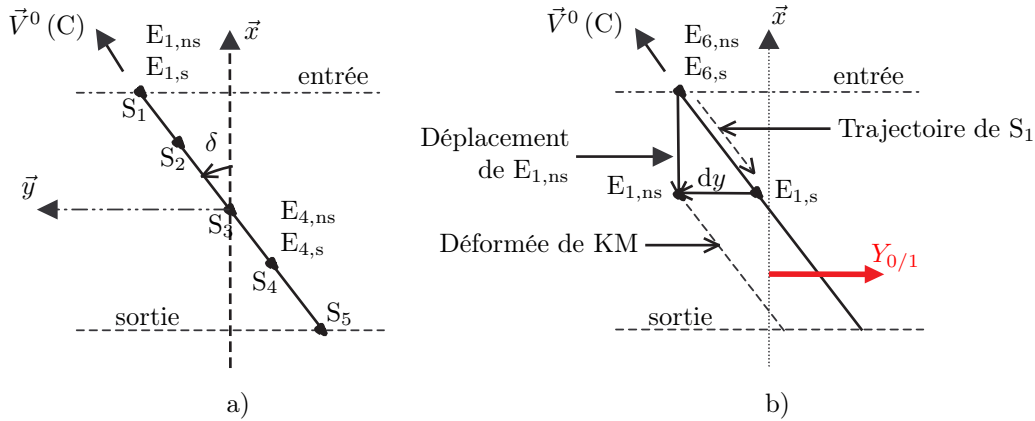 V⃗⁰ (C)
E₁,ns
E₁,s
x⃗
entrée
S₁
S₂
δ
y⃗
S₃
E₄,ns
E₄,s
S₄
S₅
sortie
a)
V⃗⁰ (C)
E₆,ns
E₆,s
x⃗
entrée
Déplacement
de E₁,ns
Trajectoire de S₁
E₁,ns
dy
E₁,s
Déformée de KM
Y₀/₁
sortie
b)